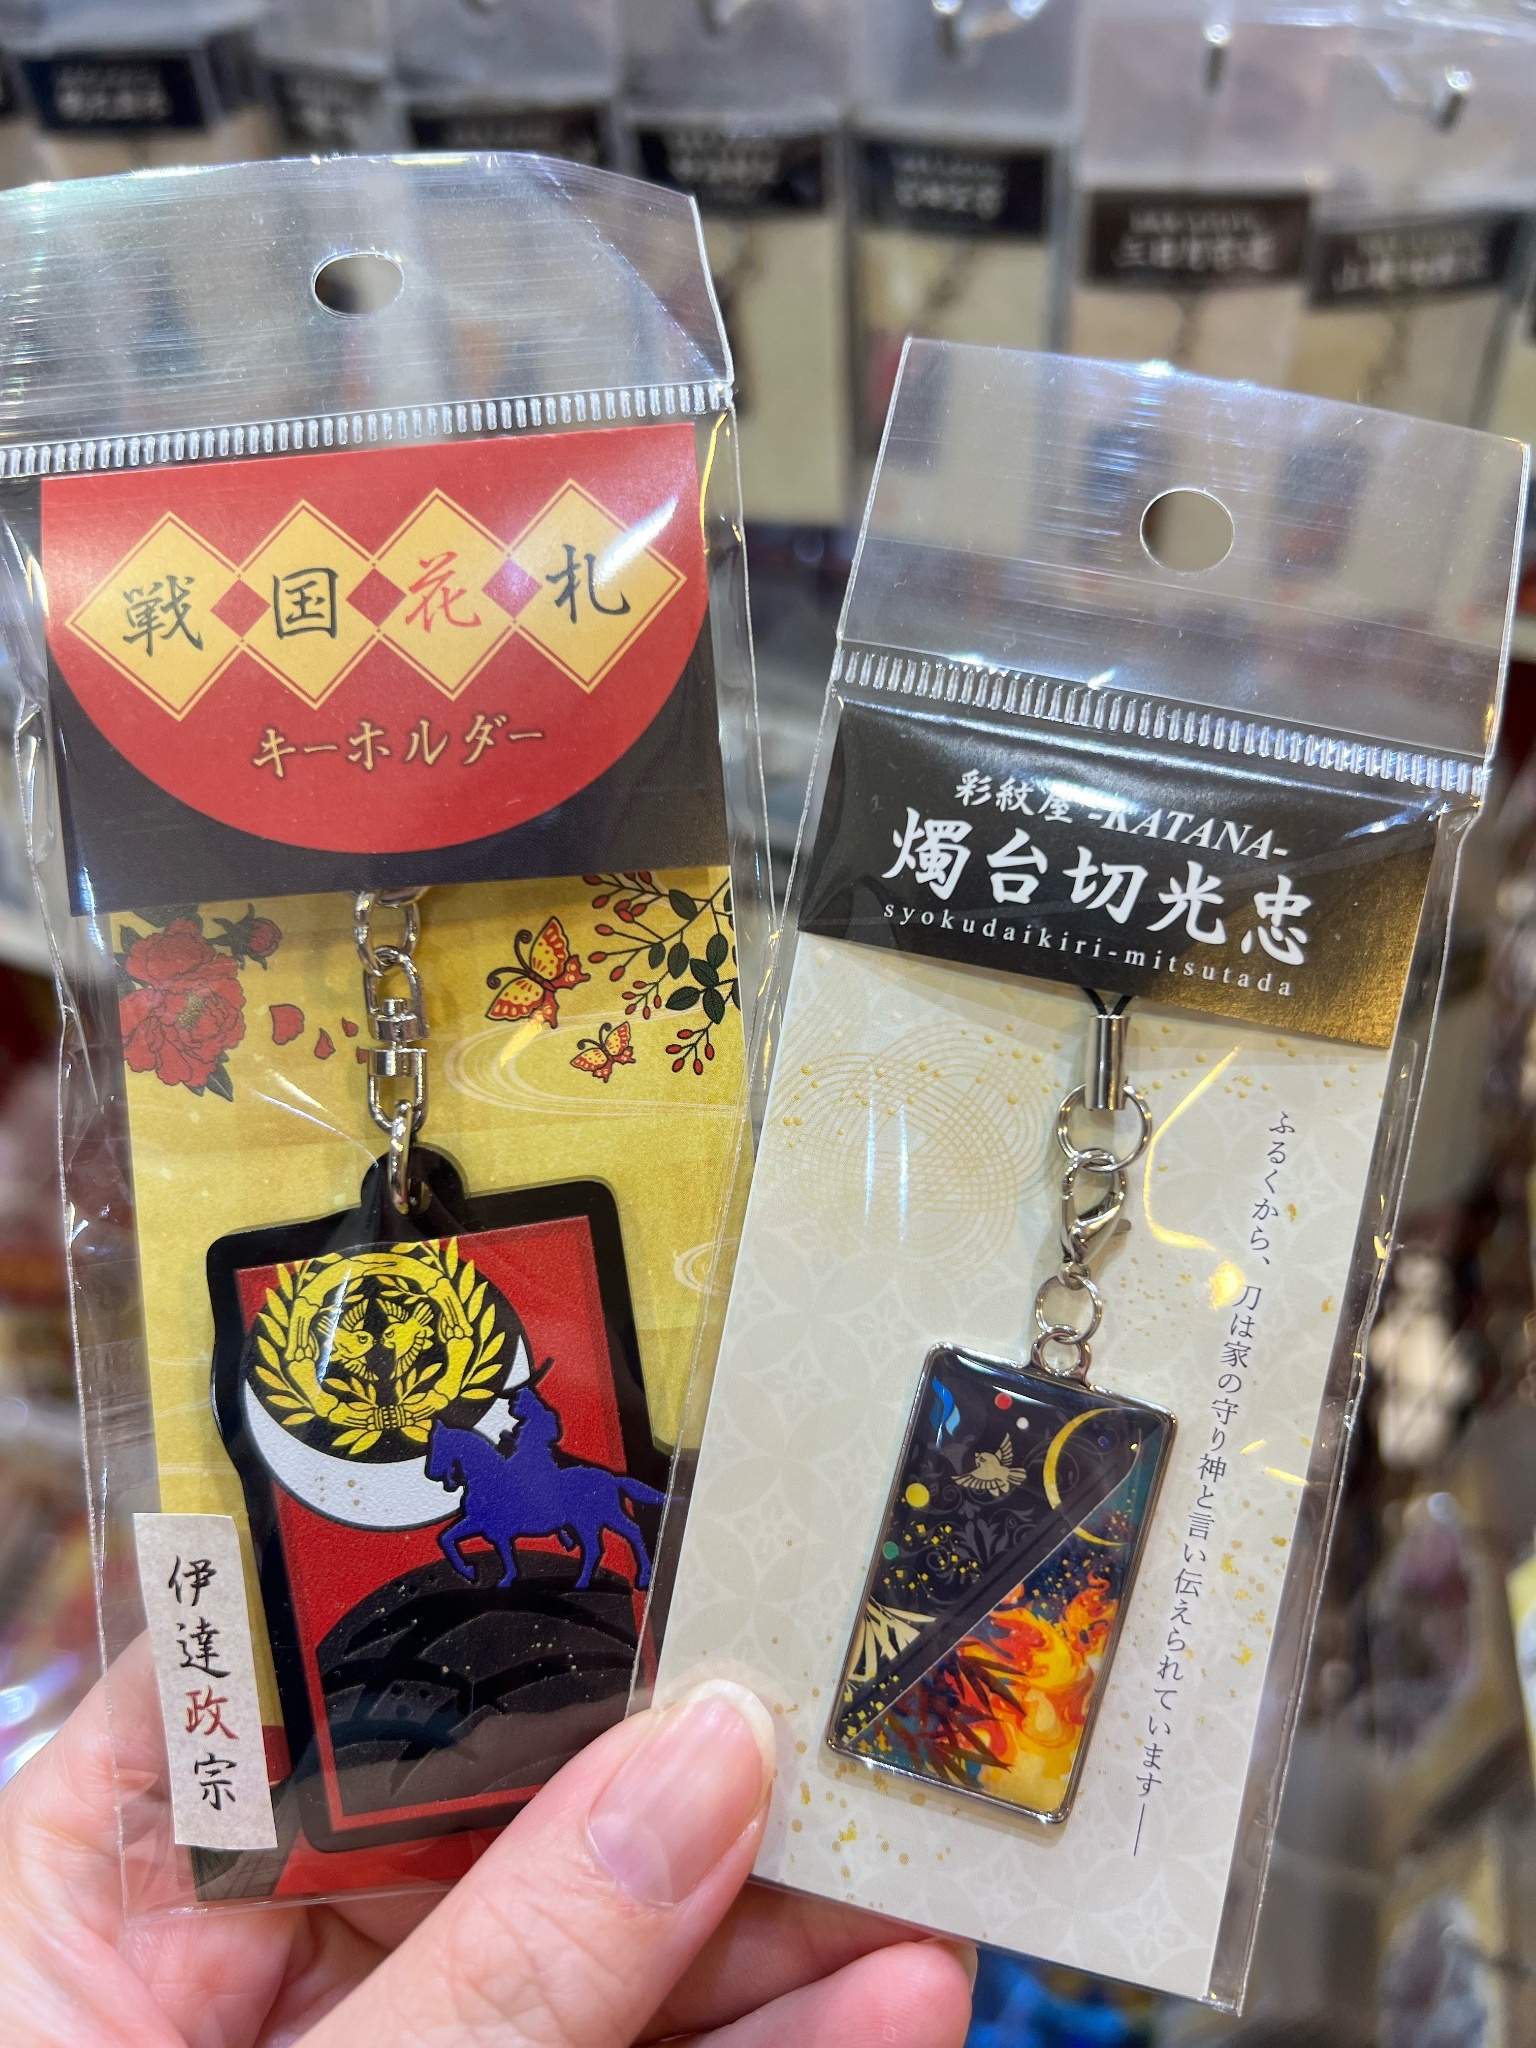 戦国花札
キーホルダー
伊達政宗
彩紋屋 -KATANA-
燭台切光忠
syokudaikiri-mitsutada
ふるくから、刀は家の守り神と言い伝えられています──